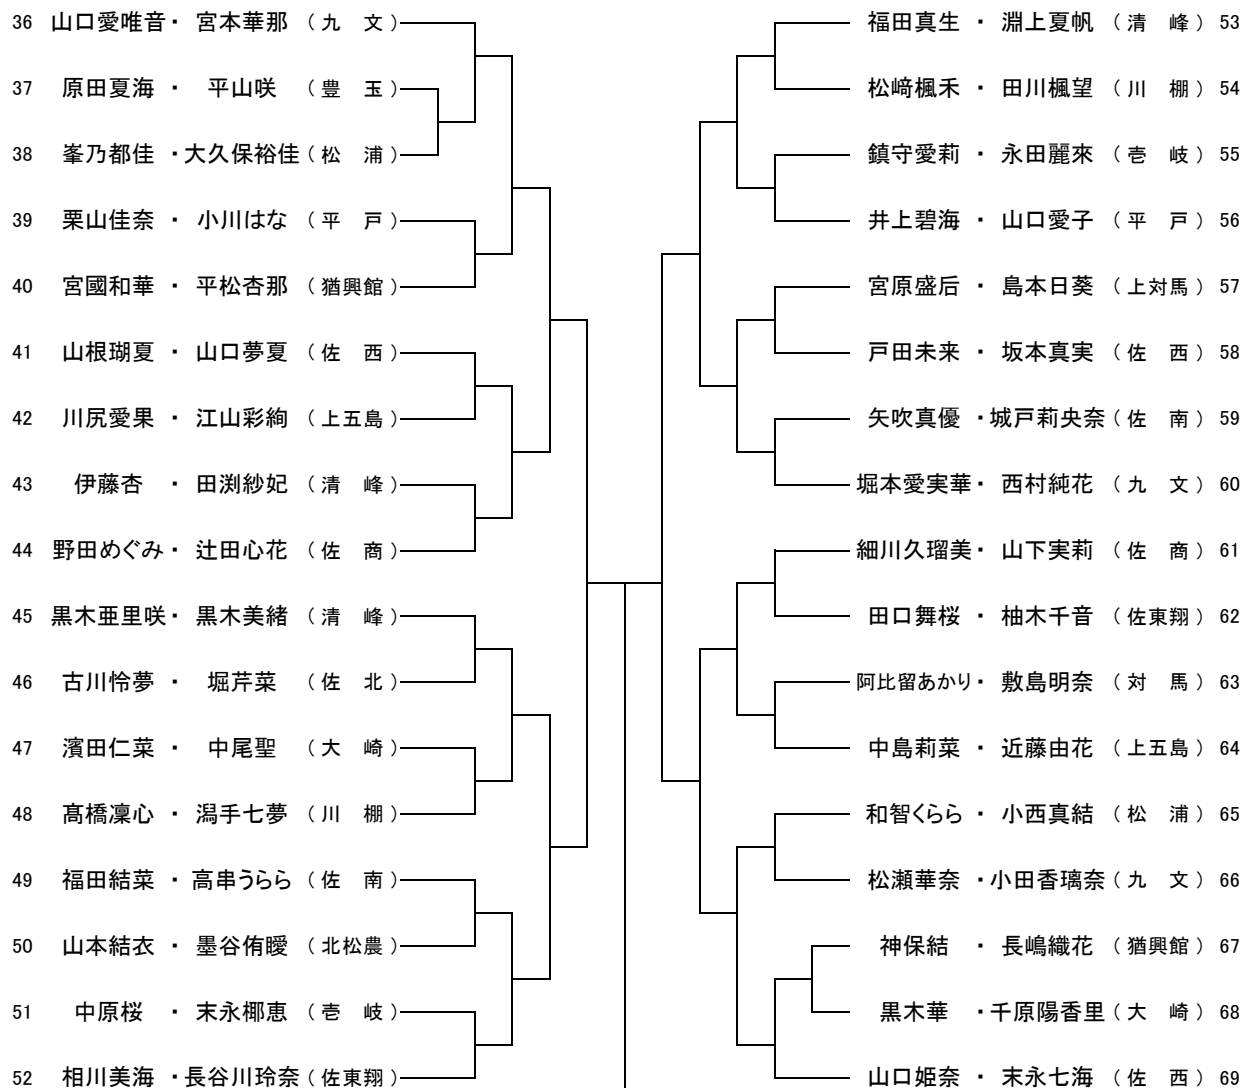 36 山口愛唯音・ 宮本華那 （ 九 文 ）
37 原田夏海 ・ 平山咲 （ 豊 玉 ）
38 峯乃都佳 ・大久保裕佳（ 松 浦 ）
39 栗山佳奈 ・ 小川はな （ 平 戸 ）
40 宮國和華 ・ 平松杏那 （ 猶興館 ）
41 山根瑚夏 ・ 山口夢夏 （ 佐 西 ）
42 川尻愛果 ・ 江山彩絢 （ 上五島 ）
43 伊藤杏 ・ 田渕紗妃 （ 清 峰 ）
44 野田めぐみ・ 辻田心花 （ 佐 商 ）
45 黒木亜里咲・ 黒木美緒 （ 清 峰 ）
46 古川怜夢 ・ 堀芹菜 （ 佐 北 ）
47 濱田仁菜 ・ 中尾聖 （ 大 崎 ）
48 髙橋凜心 ・ 潟手七夢 （ 川 棚 ）
49 福田結菜 ・ 高串うらら （ 佐 南 ）
50 山本結衣 ・ 墨谷侑曖 （ 北松農 ）
51 中原桜 ・ 末永梛恵 （ 壱 岐 ）
52 相川美海 ・長谷川玲奈（ 佐東翔 ）
福田真生 ・ 淵上夏帆 （ 清 峰 ） 53
松﨑楓禾 ・ 田川楓望 （ 川 棚 ） 54
鎮守愛莉 ・ 永田麗來 （ 壱 岐 ） 55
井上碧海 ・ 山口愛子 （ 平 戸 ） 56
宮原盛后 ・ 島本日葵 （ 上対馬 ） 57
戸田未来 ・ 坂本真実 （ 佐 西 ） 58
矢吹真優 ・城戸莉央奈（ 佐 南 ） 59
堀本愛実華・ 西村純花 （ 九 文 ） 60
細川久瑠美・ 山下実莉 （ 佐 商 ） 61
田口舞桜 ・ 柚木千音 （ 佐東翔 ） 62
阿比留あかり・ 敷島明奈 （ 対 馬 ） 63
中島莉菜 ・ 近藤由花 （ 上五島 ） 64
和智くらら ・ 小西真結 （ 松 浦 ） 65
松瀬華奈 ・小田香璃奈（ 九 文 ） 66
神保結 ・ 長嶋織花 （ 猶興館 ） 67
黒木華 ・千原陽香里（ 大 崎 ） 68
山口姫奈 ・ 末永七海 （ 佐 西 ） 69